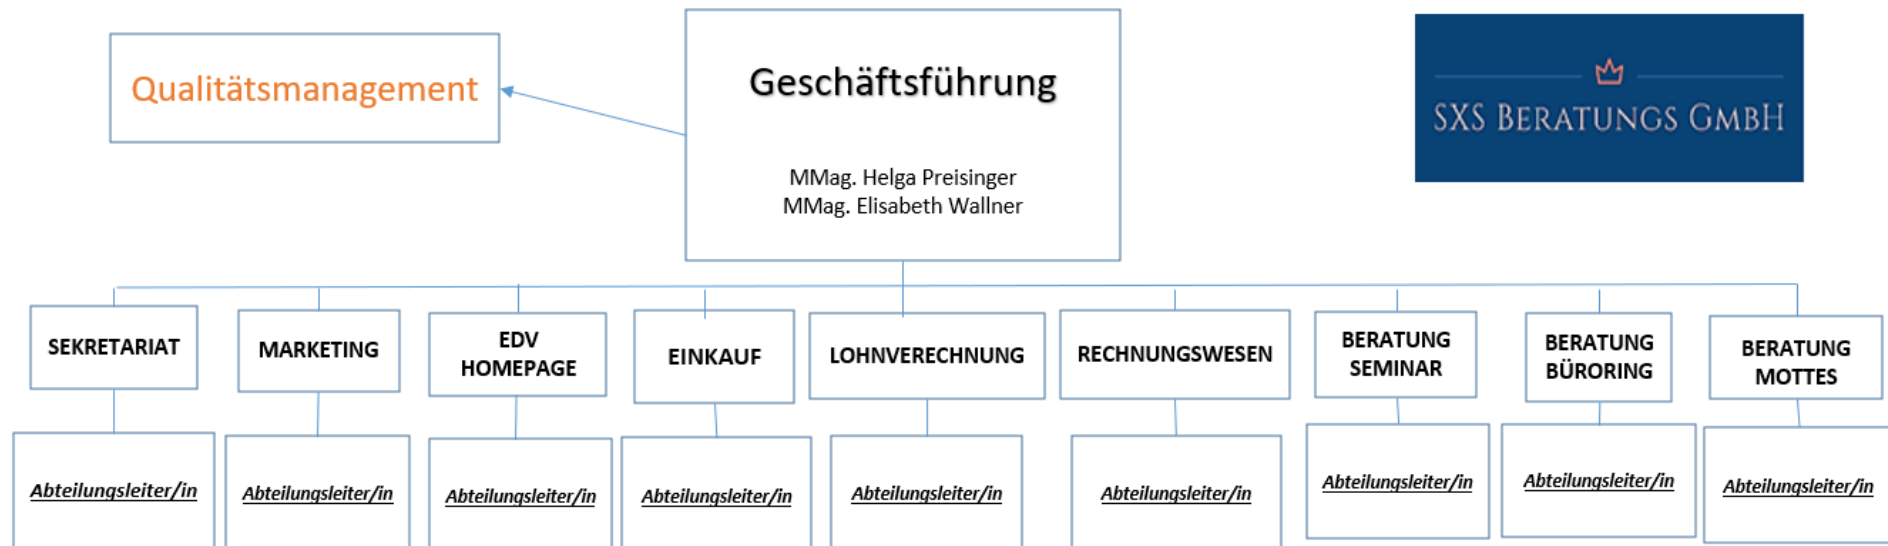 Qualitätsmanagement
Geschäftsführung
MMag. Helga Preisinger
MMag. Elisabeth Wallner
SXS BERATUNGS GMBH
SEKRETARIAT
MARKETING
EDV
HOMEPAGE
EINKAUF
LOHNVERECHNUNG
RECHNUNGSWESEN
BERATUNG
SEMINAR
BERATUNG
BÜRORING
BERATUNG
MOTTES
Abteilungsleiter/in
Abteilungsleiter/in
Abteilungsleiter/in
Abteilungsleiter/in
Abteilungsleiter/in
Abteilungsleiter/in
Abteilungsleiter/in
Abteilungsleiter/in
Abteilungsleiter/in